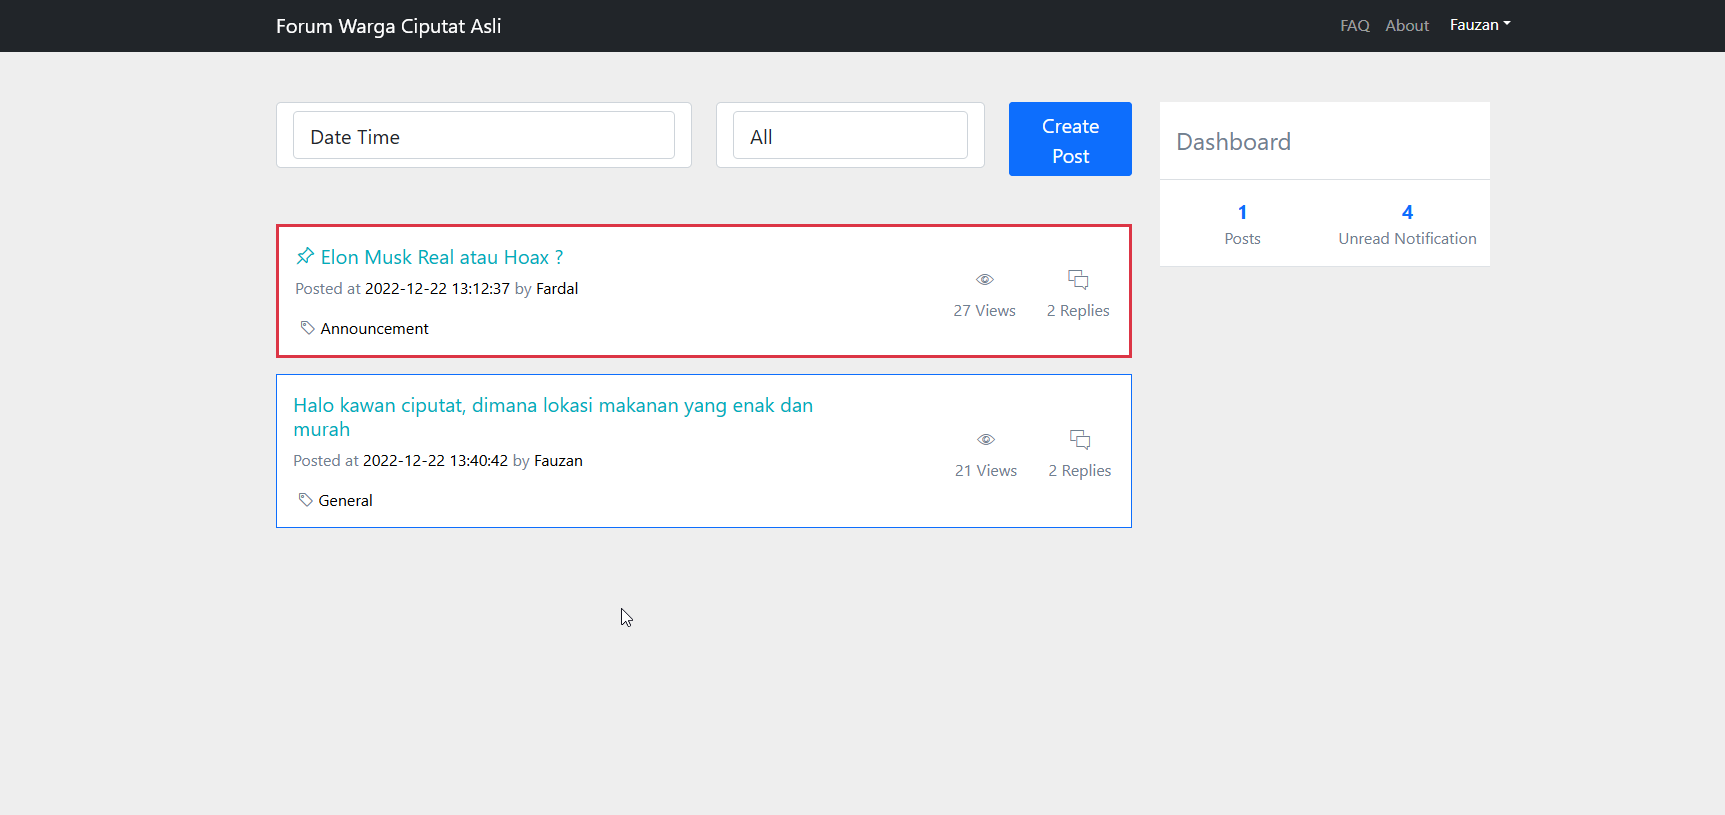 Forum Warga Ciputat Asli
FAQ About Fauzan
Date Time
All
Create
Post
Dashboard
1
Posts
4
Unread Notification
Elon Musk Real atau Hoax ?
Posted at 2022-12-22 13:12:37 by Fardal
Announcement
27 Views
2 Replies
Halo kawan ciputat, dimana lokasi makanan yang enak dan
murah
Posted at 2022-12-22 13:40:42 by Fauzan
General
21 Views
2 Replies